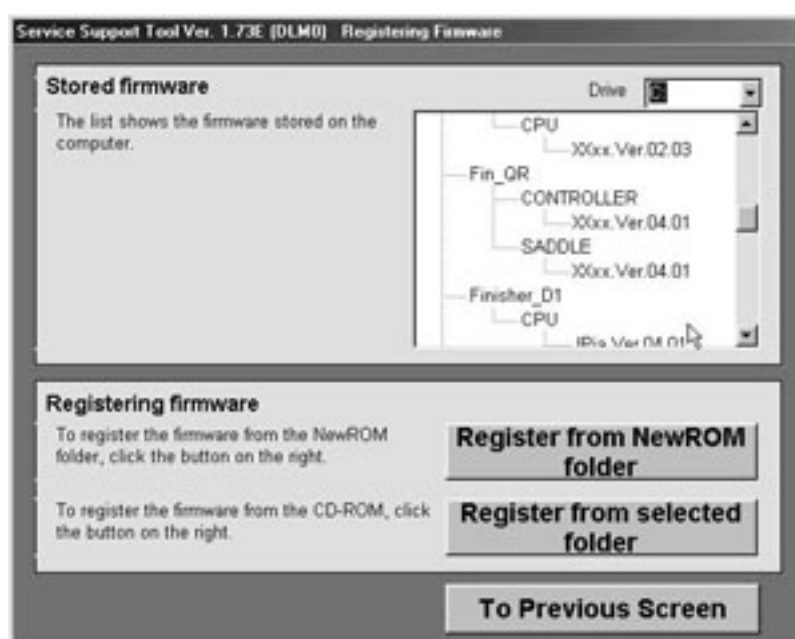 Service Support Tool Ver. 1.73E (DLM0) Registering Firmware
Stored firmware
Drive
The list shows the firmware stored on the
computer.
CPU
XXxx.Ver.02.03
Fin_QR
CONTROLLER
XXxx.Ver.04.01
SADDLE
XXxx.Ver.04.01
Finisher_D1
CPU
Registering firmware
To register the firmware from the NewROM
folder, click the button on the right.
Register from NewROM
folder
To register the firmware from the CD-ROM, click
the button on the right.
Register from selected
folder
To Previous Screen